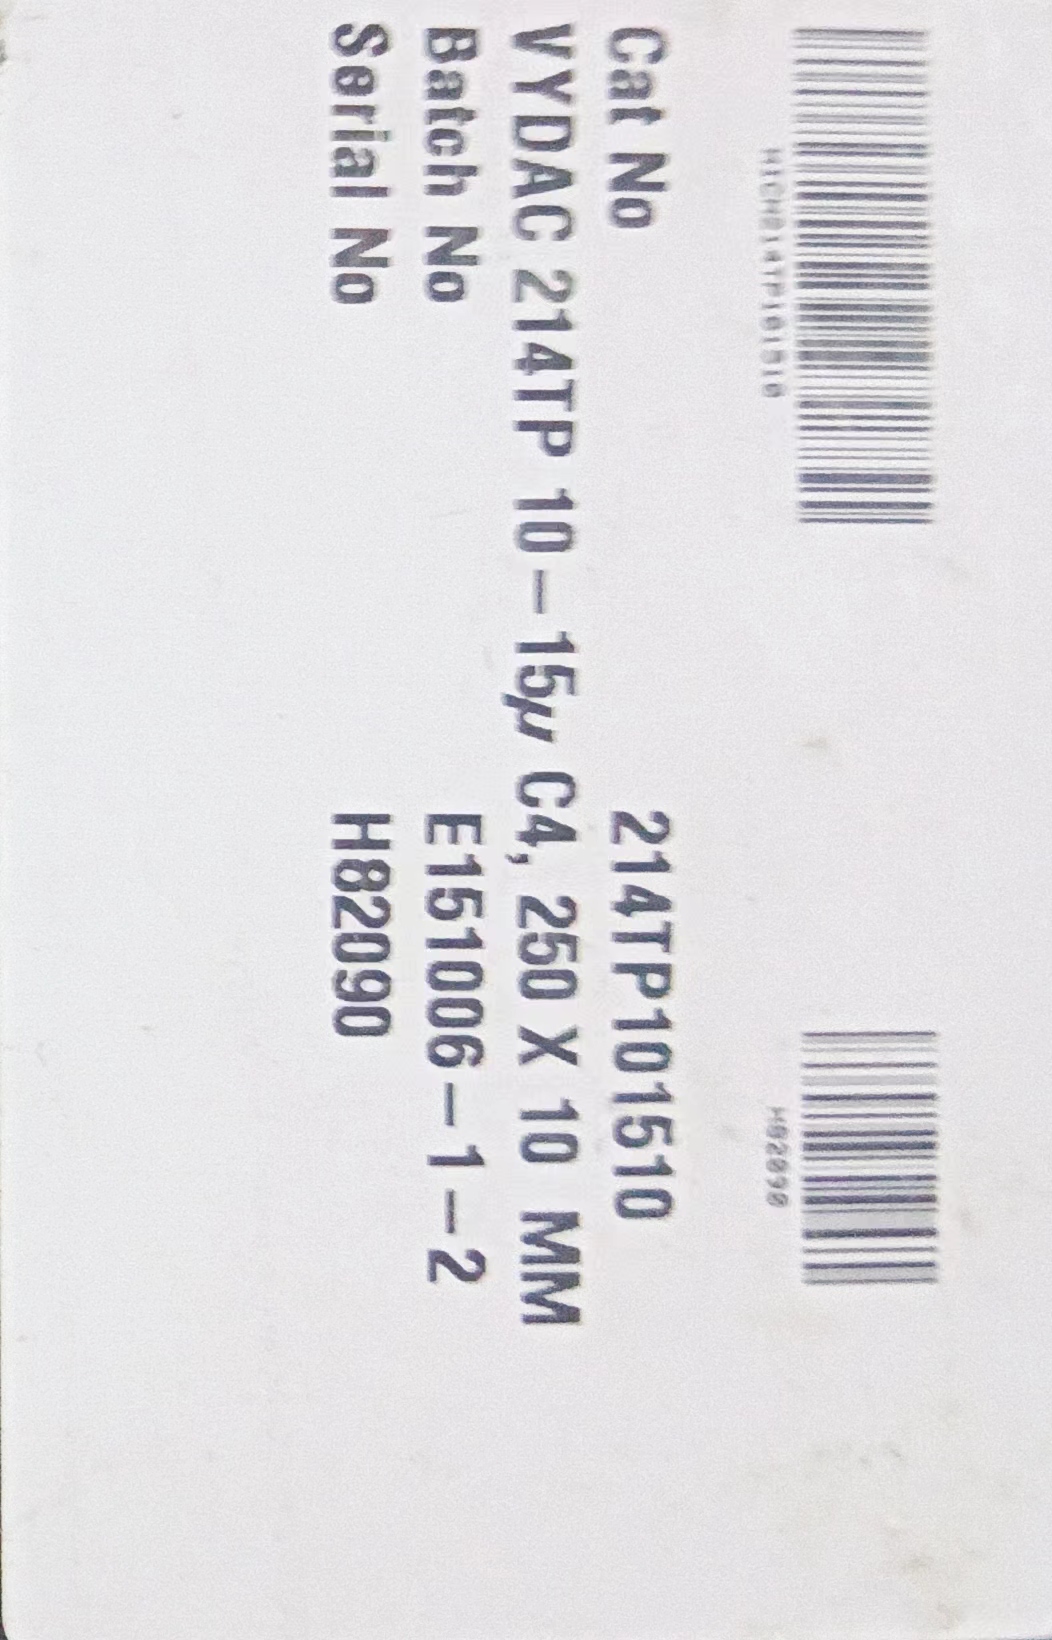 HICH214TP101510 H82090
Cat No 214TP101510
VYDAC 214TP 10-15µ C4, 250 X 10 MM
Batch No E151006-1-2
Serial No H82090